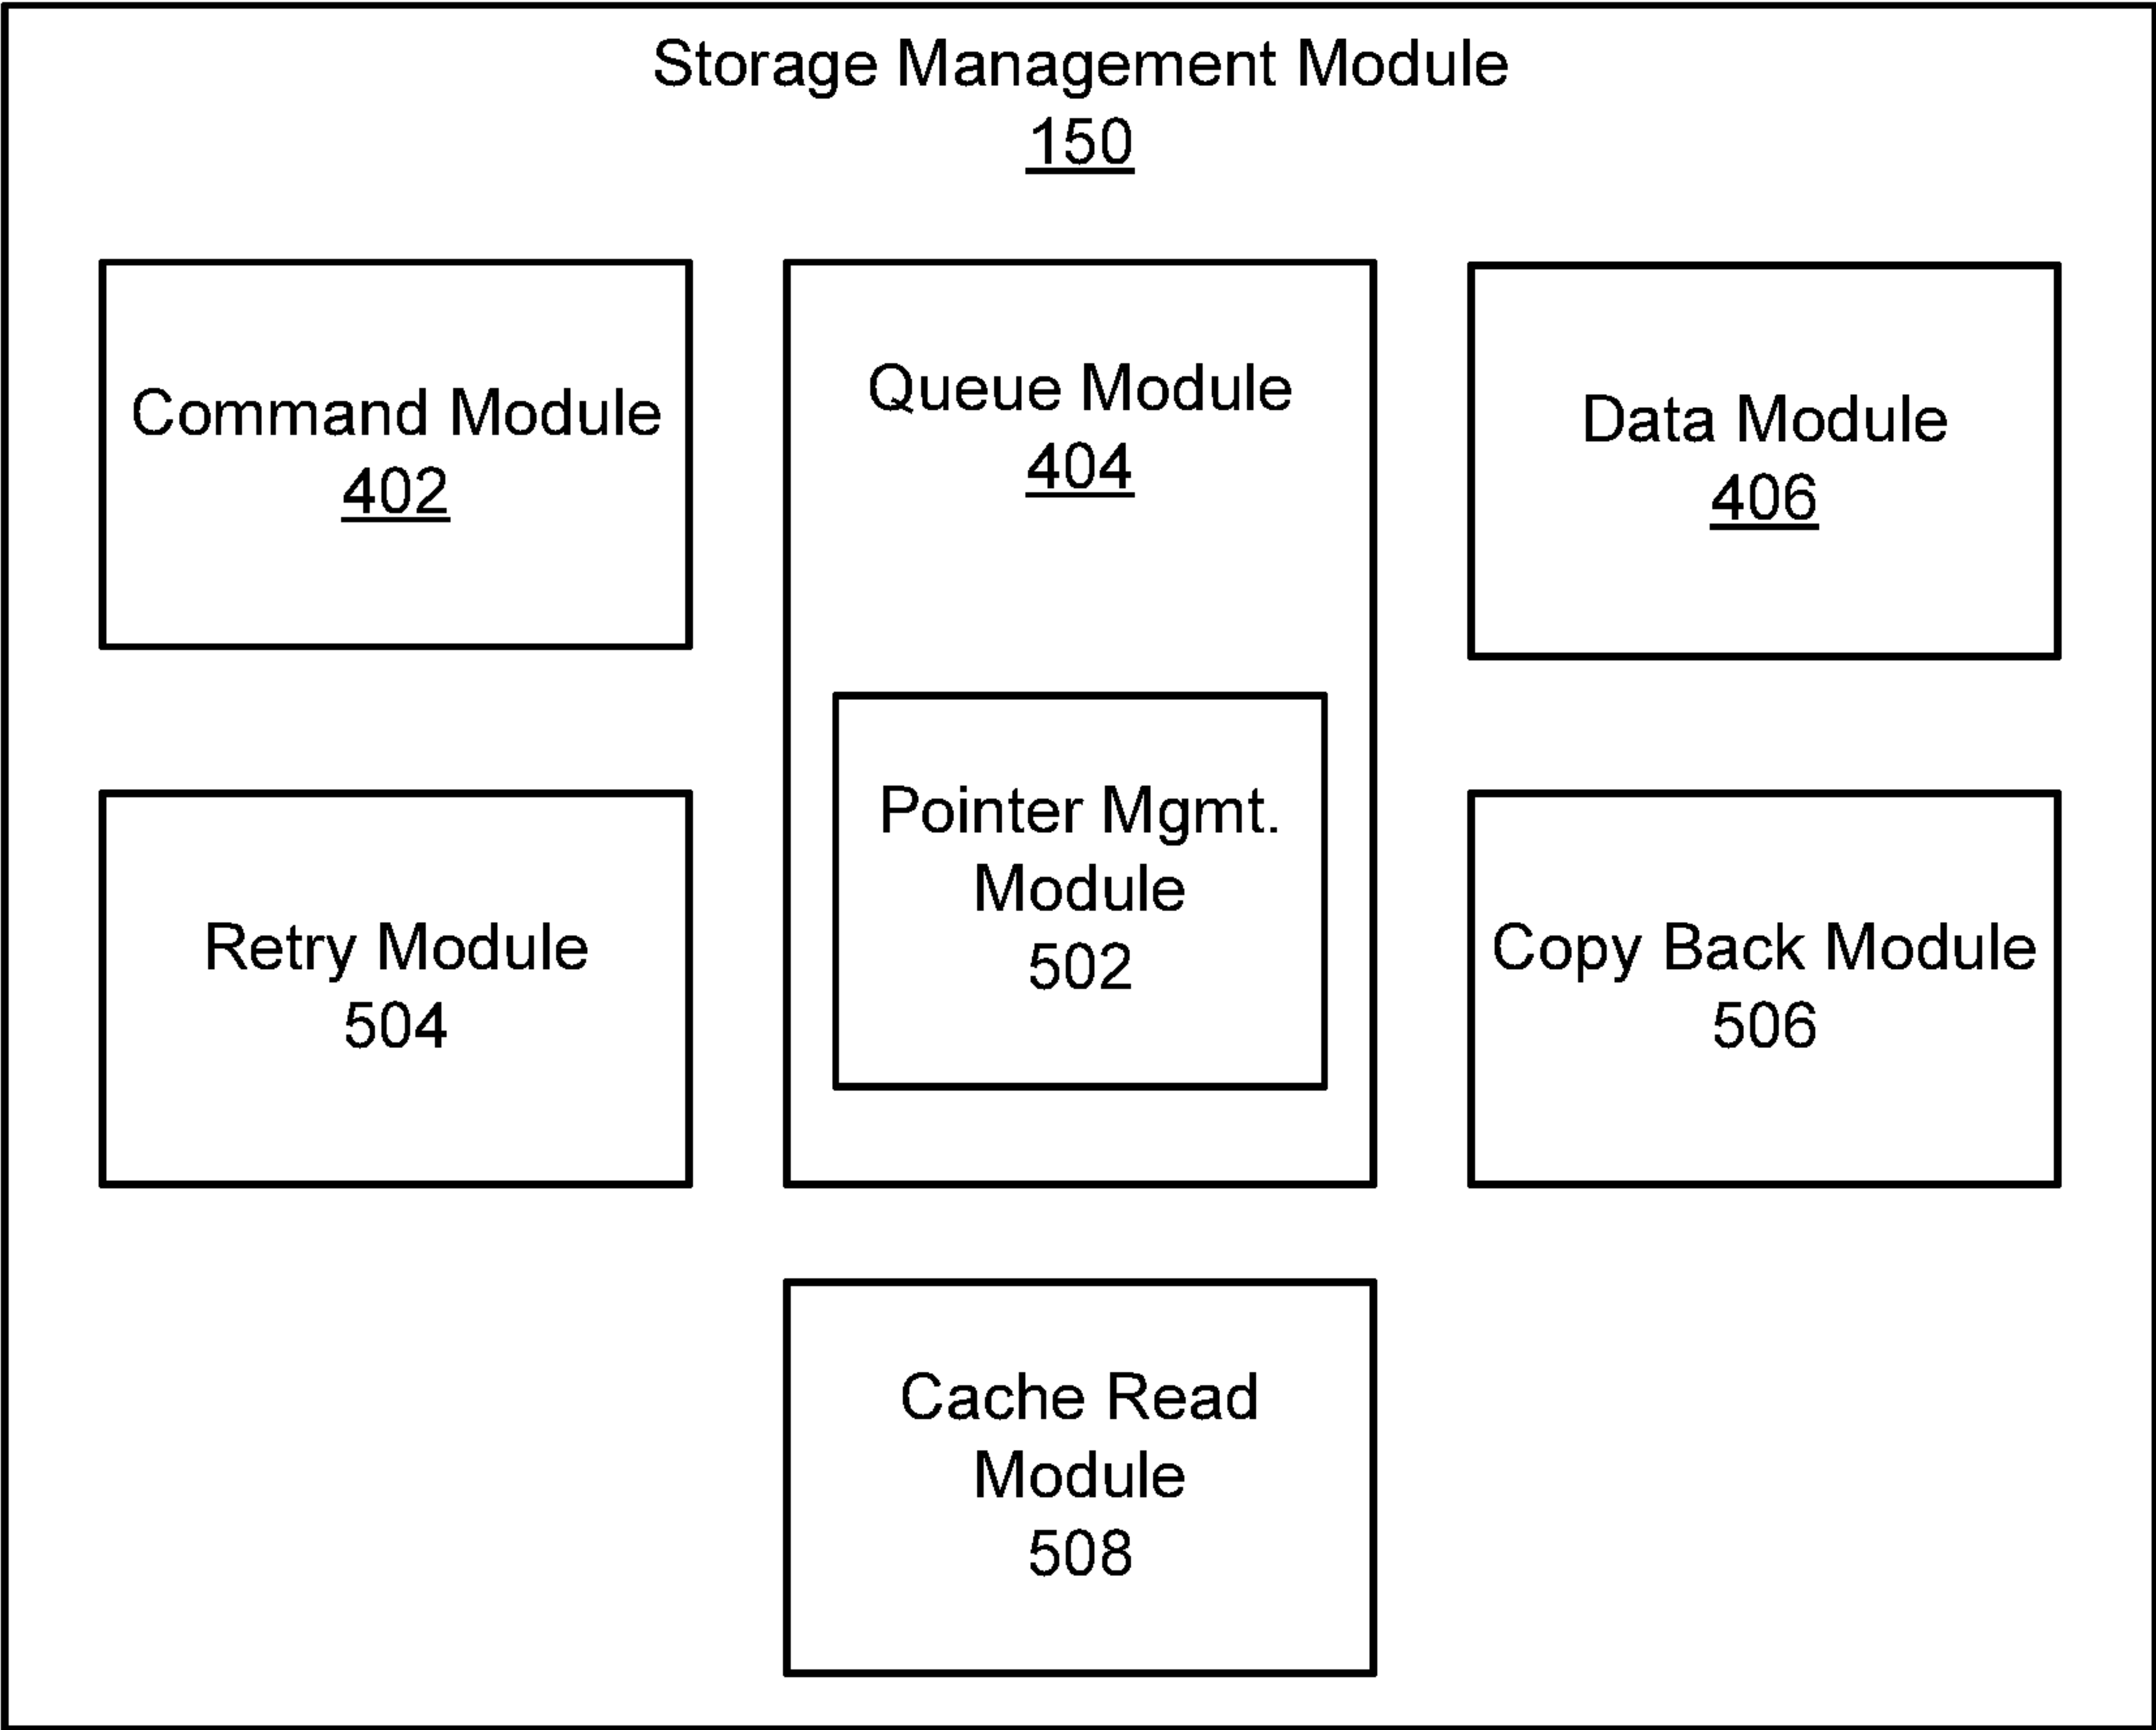 Storage Management Module
150
Command Module
402
Queue Module
404
Data Module
406
Pointer Mgmt.
Module
502
Retry Module
504
Copy Back Module
506
Cache Read
Module
508